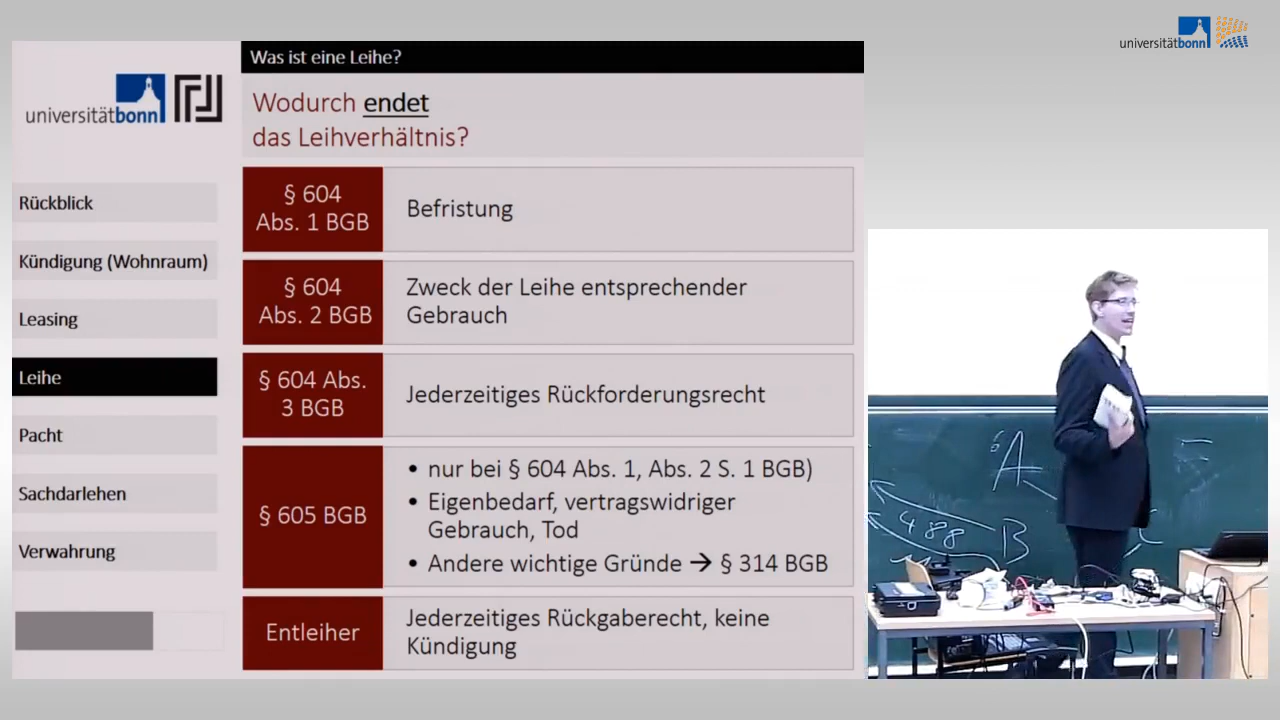 universitätbonn
Was ist eine Leihe?
universitätbonn
Wodurch endet
das Leihverhältnis?
Rückblick
Kündigung (Wohnraum)
Leasing
Leihe
Pacht
Sachdarlehen
Verwahrung
§ 604
Abs. 1 BGB
Befristung
§ 604
Abs. 2 BGB
Zweck der Leihe entsprechender
Gebrauch
§ 604 Abs.
3 BGB
Jederzeitiges Rückforderungsrecht
§ 605 BGB
• nur bei § 604 Abs. 1, Abs. 2 S. 1 BGB)
• Eigenbedarf, vertragswidriger
Gebrauch, Tod
• Andere wichtige Gründe → § 314 BGB
Entleiher
Jederzeitiges Rückgaberecht, keine
Kündigung
A
488
B